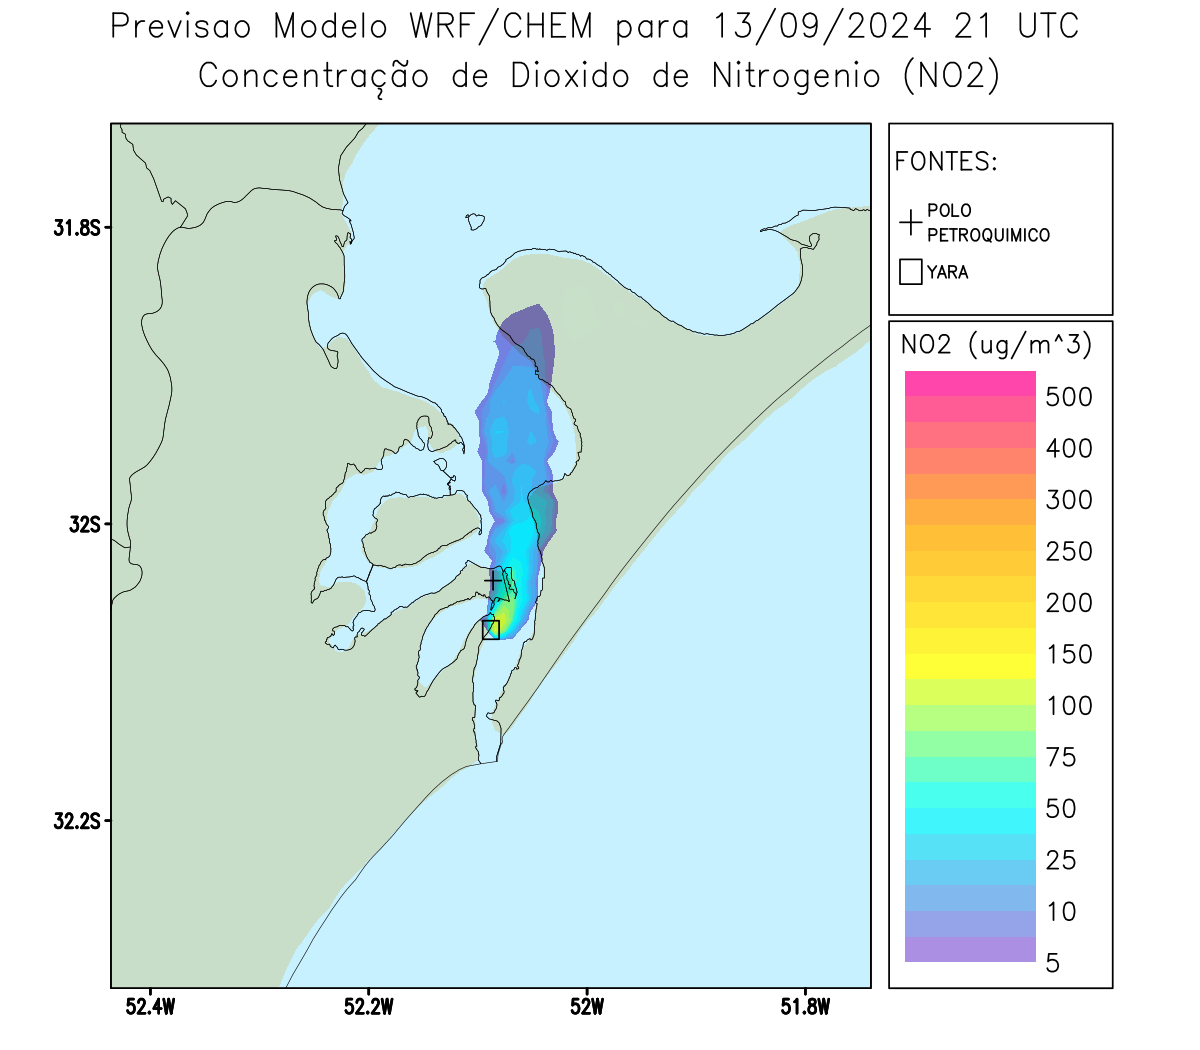 Previsao Modelo WRF/CHEM para 13/09/2024 21 UTC
Concentração de Dioxido de Nitrogenio (NO2)
FONTES:
POLO
PETROQUIMICO
YARA
NO2 (ug/m^3)
500
400
300
250
200
150
100
75
50
25
10
5
31.8S
32S
32.2S
52.4W
52.2W
52W
51.8W